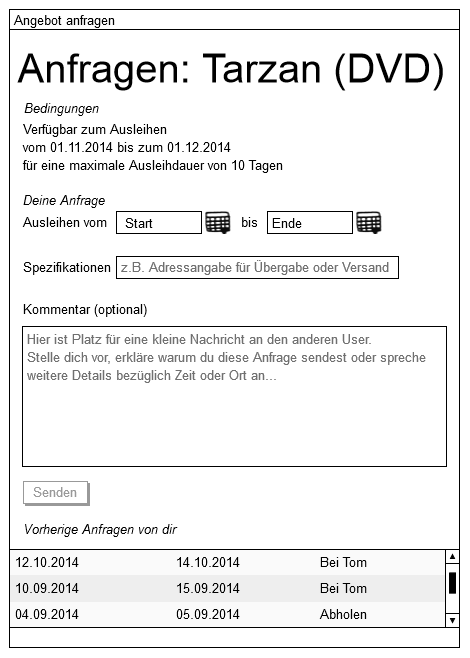 Angebot anfragen
Anfragen: Tarzan (DVD)
Bedingungen
Verfügbar zum Ausleihen
vom 01.11.2014 bis zum 01.12.2014
für eine maximale Ausleihdauer von 10 Tagen
Deine Anfrage
Ausleihen vom Start bis Ende
Spezifikationen z.B. Adressangabe für Übergabe oder Versand
Kommentar (optional)
Hier ist Platz für eine kleine Nachricht an den anderen User.
Stelle dich vor, erkläre warum du diese Anfrage sendest oder spreche
weitere Details bezüglich Zeit oder Ort an...
Senden
Vorherige Anfragen von dir
12.10.2014 14.10.2014 Bei Tom
10.09.2014 15.09.2014 Bei Tom
04.09.2014 05.09.2014 Abholen